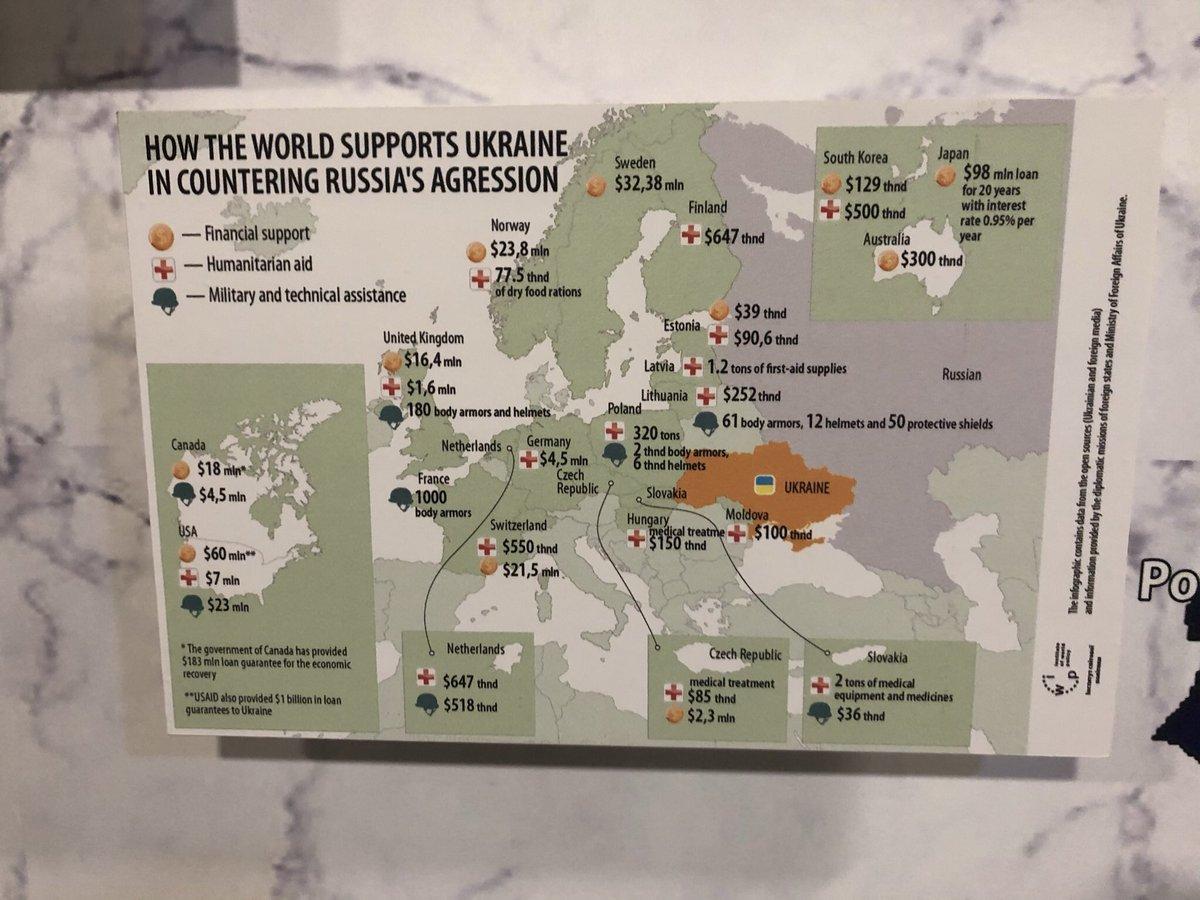 HOW THE WORLD SUPPORTS UKRAINE
IN COUNTERING RUSSIA'S AGRESSION
— Financial support
— Humanitarian aid
— Military and technical assistance
Sweden
$32,38 mln
Norway
$23,8 mln
77.5 thnd
of dry food rations
Finland
$647 thnd
South Korea
$129 thnd
$500 thnd
Japan
$98 mln loan
for 20 years
with interest
rate 0.95% per
year
Australia
$300 thnd
Estonia
$39 thnd
$90,6 thnd
Latvia
1.2 tons of first-aid supplies
Lithuania
$252 thnd
61 body armors, 12 helmets and 50 protective shields
Russian
United Kingdom
$16,4 mln
$1,6 mln
180 body armors and helmets
Poland
320 tons
2 thnd body armors,
6 thnd helmets
Netherlands
Germany
$4,5 mln
Czech
Republic
Slovakia
UKRAINE
France
1000
body armors
Switzerland
$550 thnd
$21,5 mln
Hungary
medical treatme
$150 thnd
Moldova
$100 thnd
Canada
$18 mln*
$4,5 mln
USA
$60 mln**
$7 mln
$23 mln
* The government of Canada has provided
$183 mln loan guarantee for the economic
recovery
**USAID also provided $1 billion in loan
guarantees to Ukraine
Netherlands
$647 thnd
$518 thnd
Czech Republic
medical treatment
$85 thnd
$2,3 mln
Slovakia
2 tons of medical
equipment and medicines
$36 thnd
The infographic contains data from the open sources (Ukrainian and foreign media)
and information provided by the diplomatic missions of foreign states and Ministry of Foreign Affairs of Ukraine.
iwp
Po